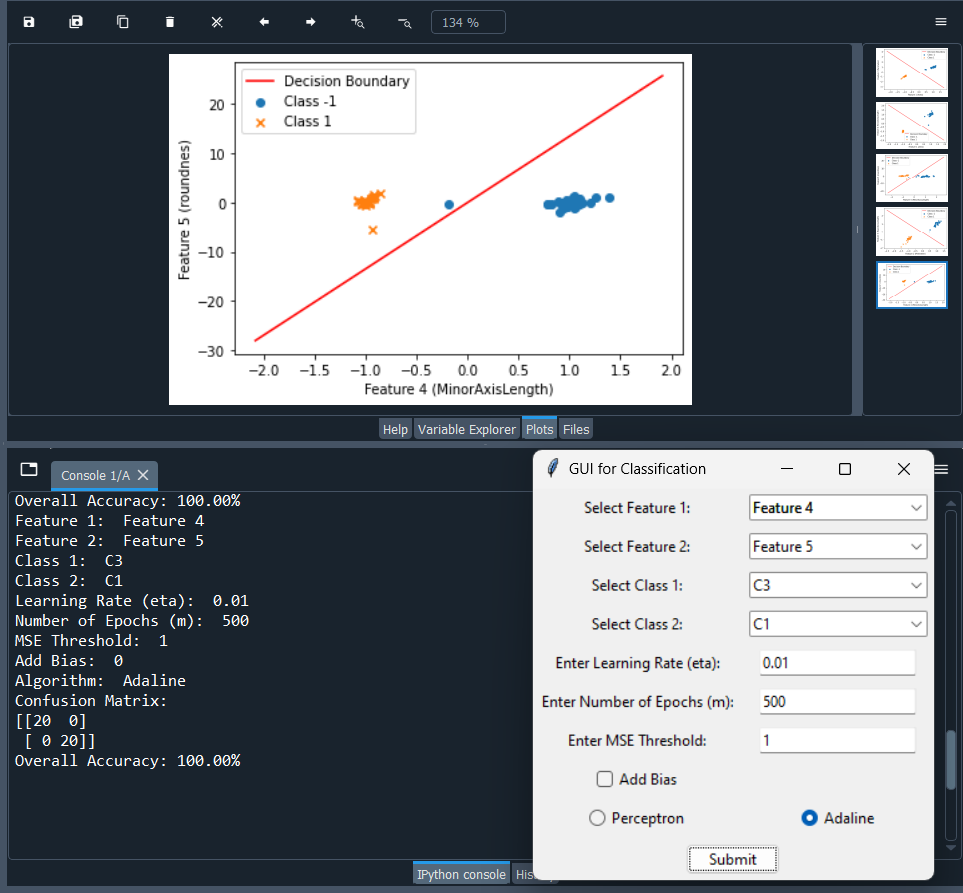 134 %
Decision Boundary
Class -1
Class 1
20
10
0
−10
−20
−30
Feature 5 (roundnes)
−2.0 −1.5 −1.0 −0.5 0.0 0.5 1.0 1.5 2.0
Feature 4 (MinorAxisLength)
Help Variable Explorer Plots Files
Console 1/A
Overall Accuracy: 100.00%
Feature 1:  Feature 4
Feature 2:  Feature 5
Class 1:  C3
Class 2:  C1
Learning Rate (eta):  0.01
Number of Epochs (m):  500
MSE Threshold:  1
Add Bias:  0
Algorithm:  Adaline
Confusion Matrix:
[[20  0]
 [ 0 20]]
Overall Accuracy: 100.00%
IPython console
GUI for Classification
Select Feature 1: Feature 4
Select Feature 2: Feature 5
Select Class 1: C3
Select Class 2: C1
Enter Learning Rate (eta): 0.01
Enter Number of Epochs (m): 500
Enter MSE Threshold: 1
Add Bias
Perceptron Adaline
Submit